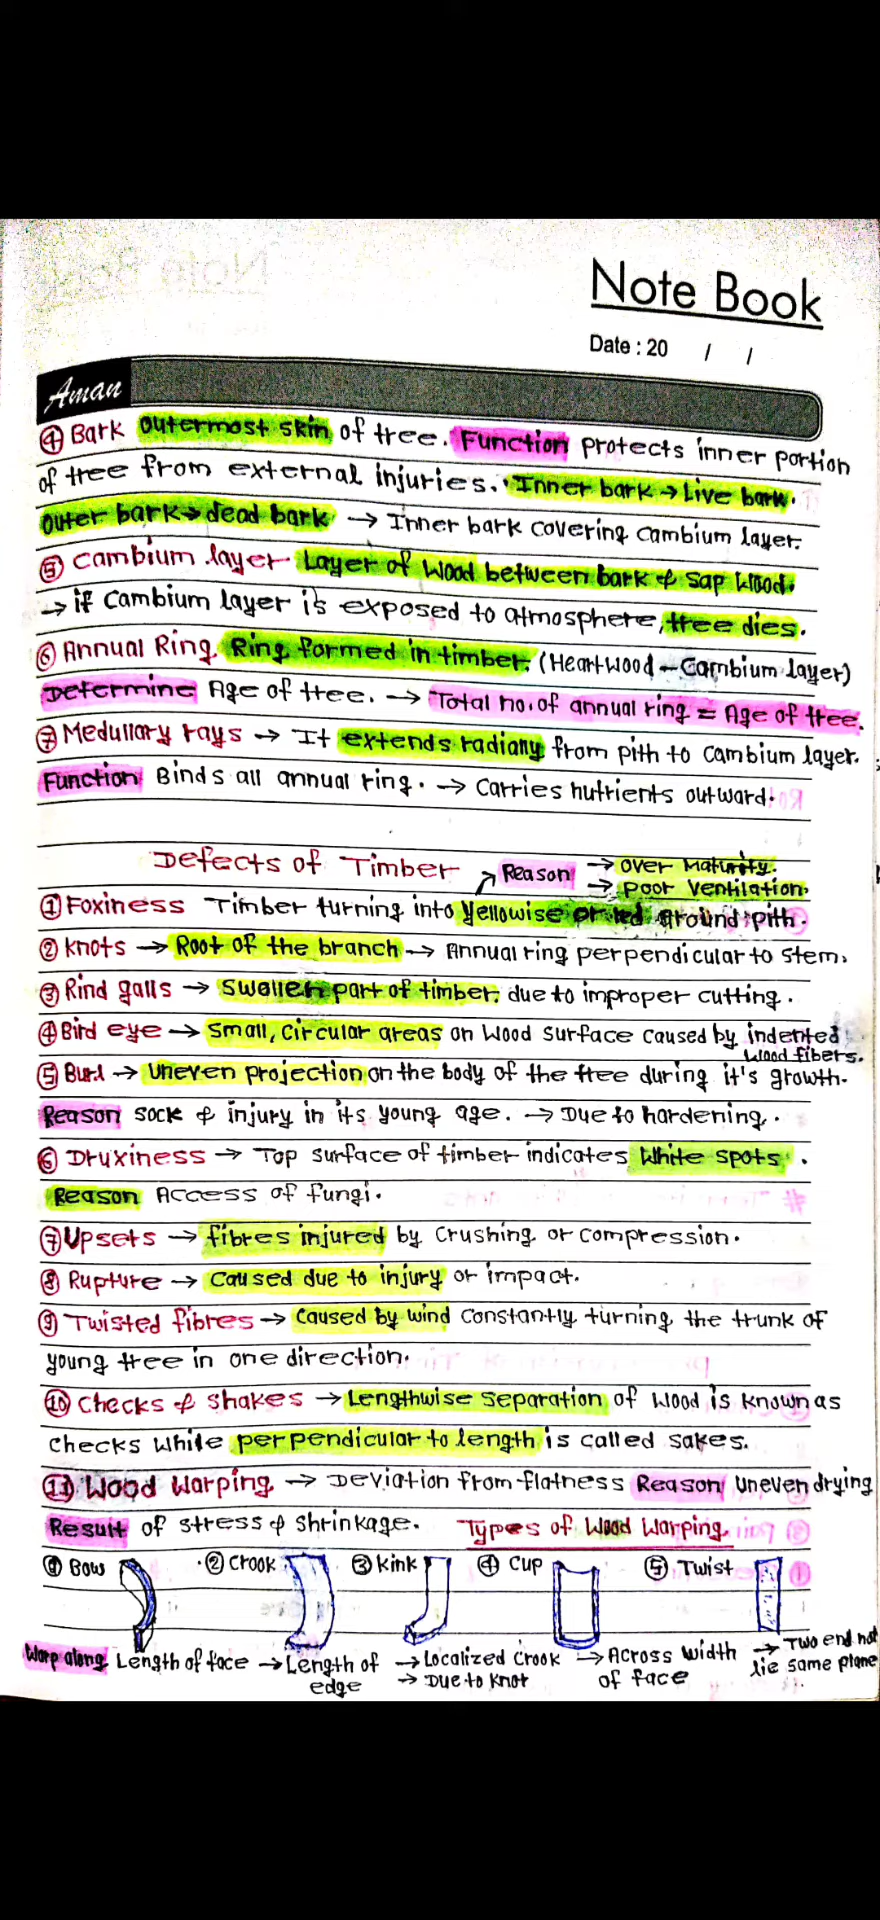 Note Book
Date : 20 / /
Aman
④ Bark outermost skin of tree. Function protects inner portion
of tree from external injuries. Inner bark → Live bark.
Outer bark → dead bark → Inner bark covering Cambium layer.
⑤ Cambium layer Layer of Wood between bark & Sap Wood.
→ if Cambium layer is exposed to atmosphere, tree dies.
⑥ Annual Ring Ring formed in timber. (HeartWood – Cambium layer)
Determine Age of tree. → Total no. of annual ring = Age of tree.
⑦ Medullary rays → It extends radially from pith to Cambium layer.
Function Binds all annual ring. → Carries nutrients outward.
Defects of Timber ↗ Reason → over Maturity.
→ poor Ventilation.
① Foxiness Timber turning into Yellowise or red around pith.
② Knots → Root of the branch → Annual ring perpendicular to stem.
③ Rind galls → Swollen part of timber. due to improper cutting.
④ Bird eye → Small, Circular areas on Wood surface caused by indented
Wood fibers.
⑤ Burl → Uneven projection on the body of the tree during it's growth.
Reason sock & injury in its young age. → Due to hardening.
⑥ Druxiness → Top surface of timber indicates White spots.
Reason Access of fungi.
⑦ Upsets → fibres injured by Crushing or compression.
⑧ Rupture → Caused due to injury or impact.
⑨ Twisted fibres → Caused by wind Constantly turning the trunk of
young tree in one direction.
⑩ Checks & shakes → Lengthwise separation of Wood is known as
Checks While perpendicular to length is called sakes.
⑪ Wood Warping → Deviation from flatness Reason Uneven drying
Result of stress & shrinkage. Types of Wood Warping
① Bow ② Crook ③ Kink ④ Cup ⑤ Twist
Warp along Length of face → Length of edge → Localized Crook → Due to Knot → Across Width of face → Two end not lie same plane